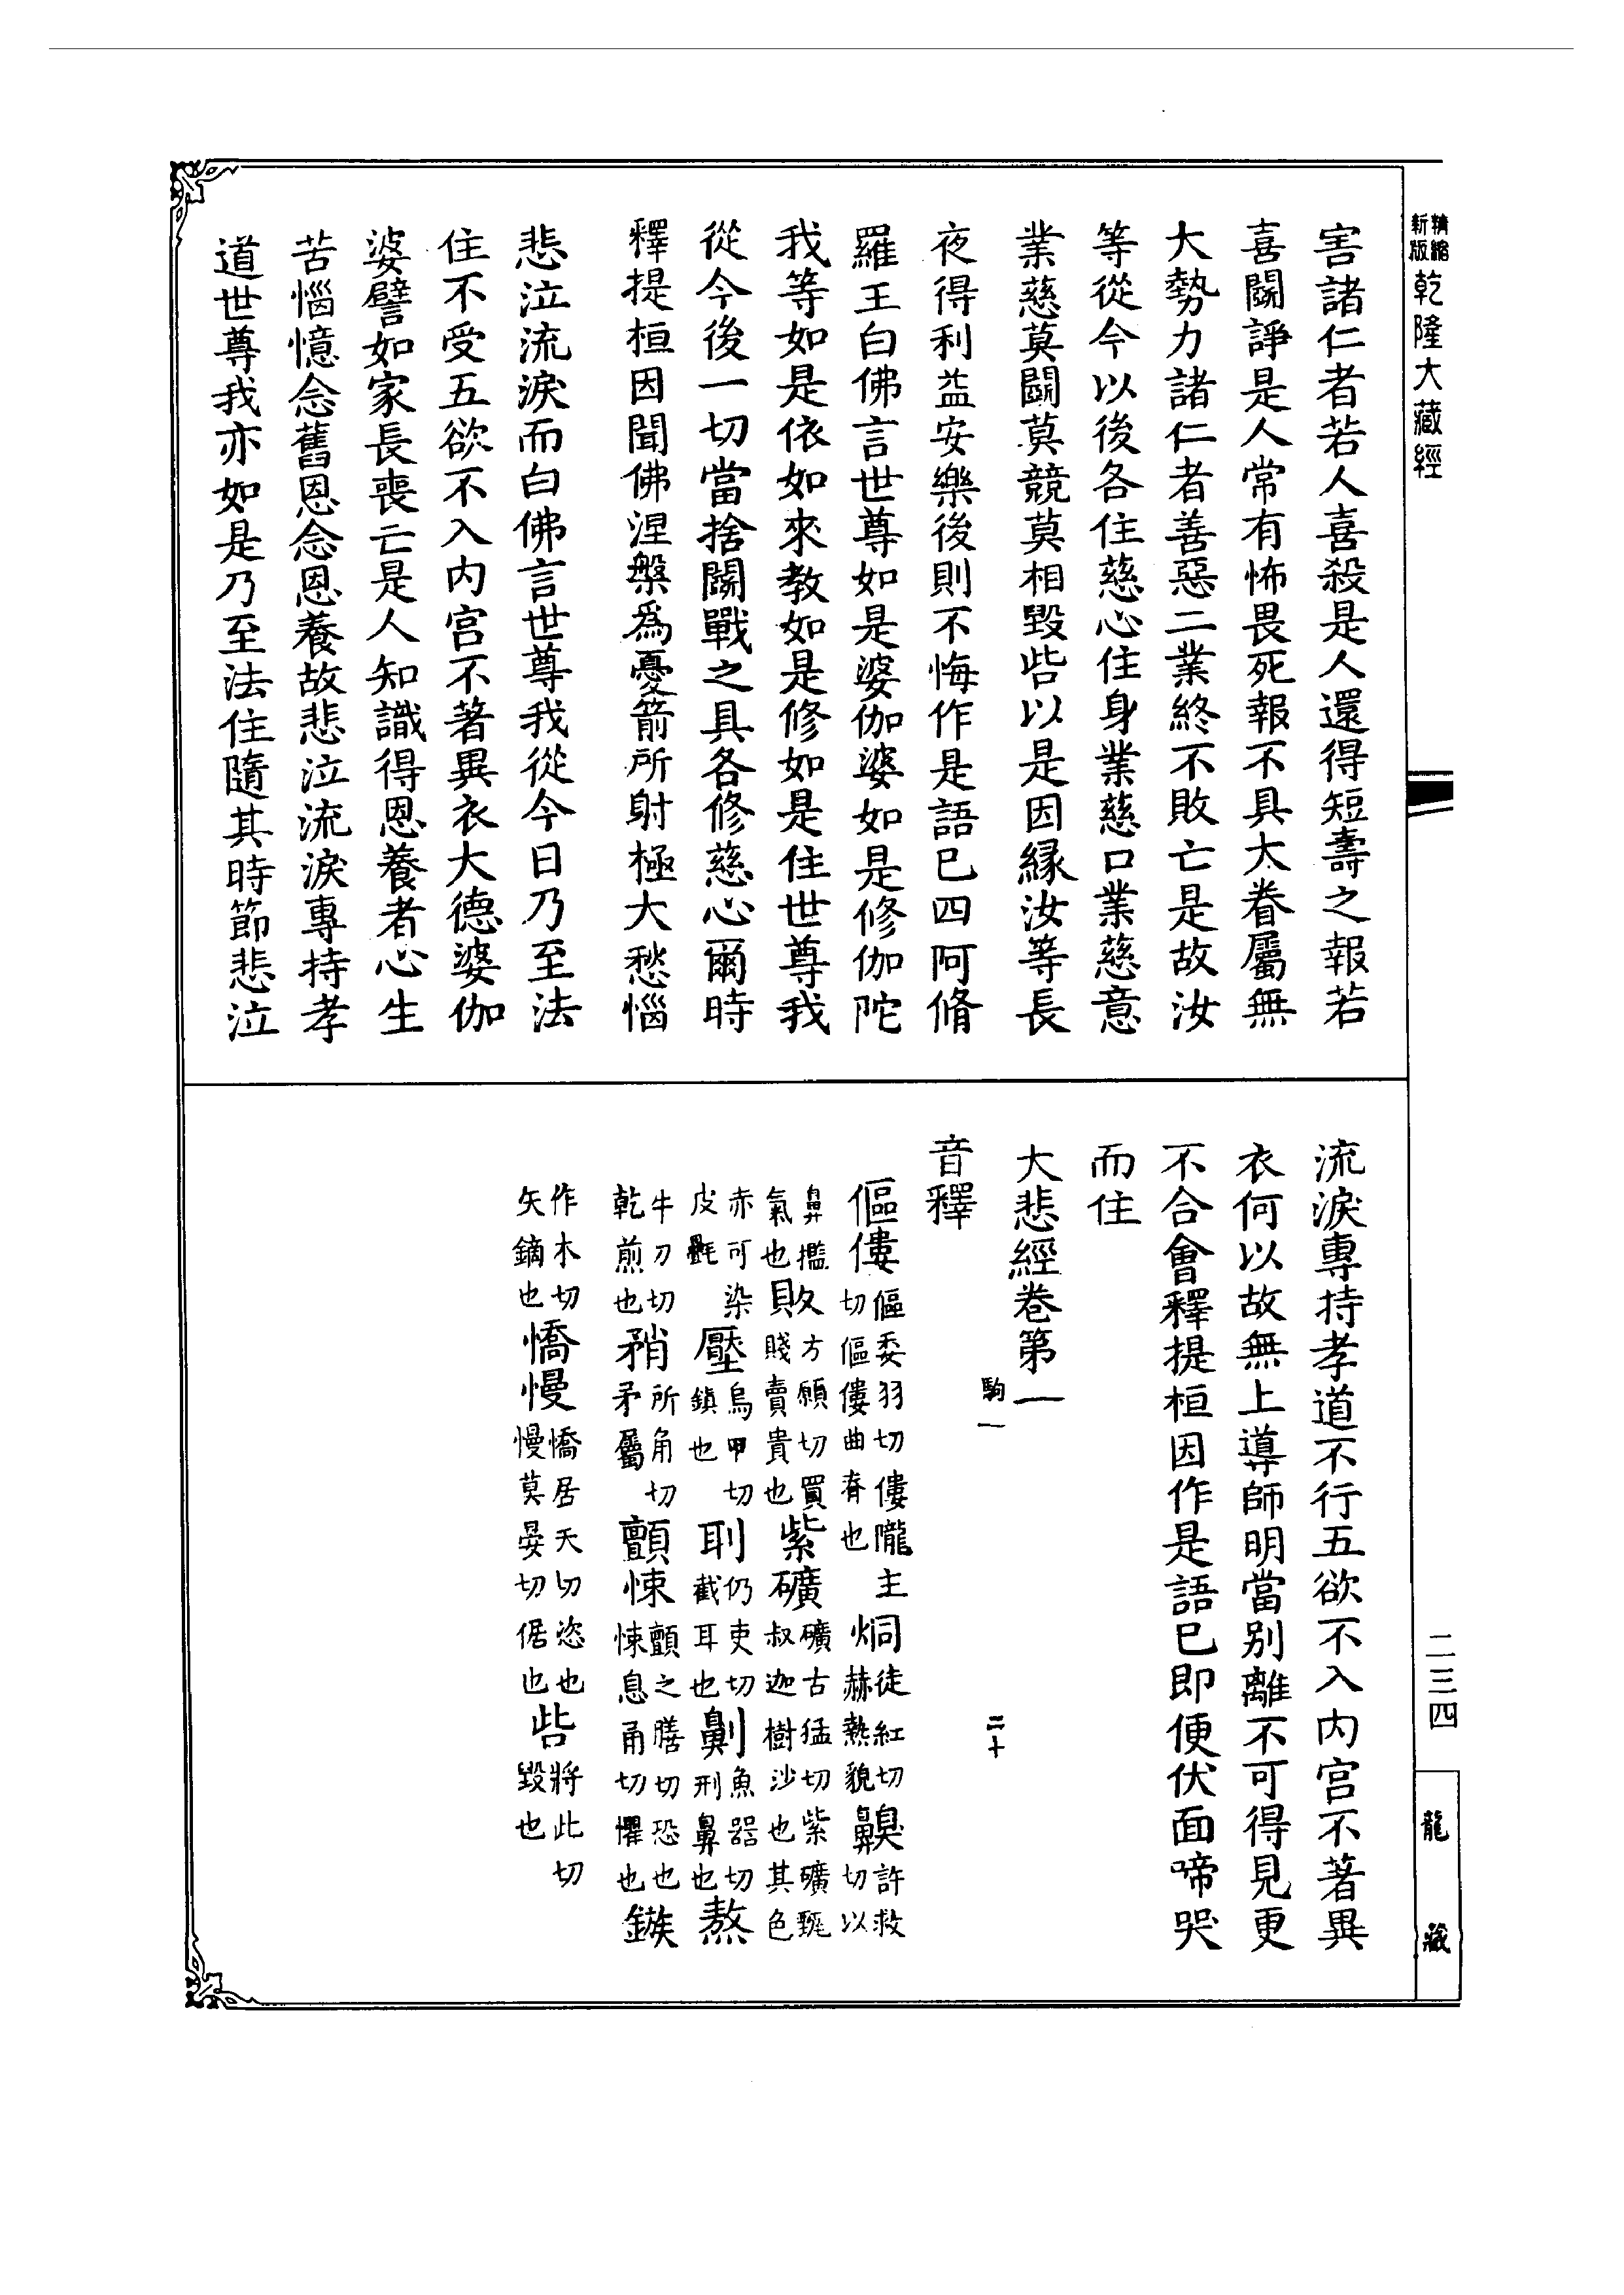 精縮新版乾隆大藏經
害諸仁者若人喜殺是人還得短壽之報若
喜鬭諍是人常有怖畏死報不具大眷屬無
大勢力諸仁者善惡二業終不敗亡是故汝
等從今以後各住慈心住身業慈口業慈意
業慈莫鬭莫競莫相毀呰以是因緣汝等長
夜得利益安樂後則不悔作是語已四阿脩
羅王白佛言世尊如是婆伽婆如是修伽陀
我等如是依如來教如是修如是住世尊我
從今後一切當捨鬭戰之具各修慈心爾時
釋提桓因聞佛涅槃爲憂箭所射極大愁惱
悲泣流淚而白佛言世尊我從今日乃至法
住不受五欲不入內宮不著異衣大德婆伽
婆譬如家長喪亡是人知識得恩養者心生
苦惱憶念舊恩念恩養故悲泣流淚專持孝
道世尊我亦如是乃至法住隨其時節悲泣
流淚專持孝道不行五欲不入內宮不著異
衣何以故無上導師明當別離不可得見更
不合會釋提桓因作是語已即便伏面啼哭
而住
大悲經卷第一
駒一
二十
音釋
傴僂傴委羽切僂隴主切傴僂曲脊也烔徒紅切赫熱貌齅許救切以
鼻㩜氣也販方願切買賤賣貴也紫礦礦古猛切紫礦甄叔迦樹沙也其色
赤可染皮㲲壓烏甲切鎮也刵仍吏切截耳也劓魚器切刑鼻也熬
牛刀切乾煎也矟所角切矛屬顫悚顫之膳切恐也悚息甬切懼也鏃
作木切矢鏑也憍慢憍居天切恣也慢莫晏切倨也呰將此切毀也
二三四
龍藏